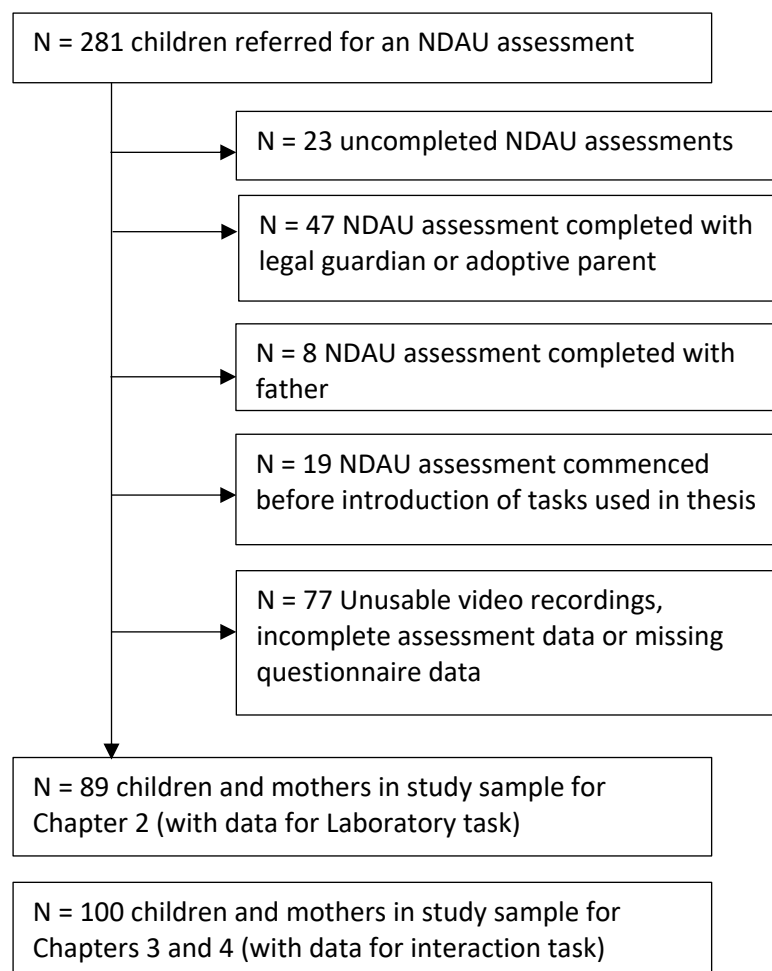 N = 281 children referred for an NDAU assessment
N = 23 uncompleted NDAU assessments
N = 47 NDAU assessment completed with
legal guardian or adoptive parent
N = 8 NDAU assessment completed with
father
N = 19 NDAU assessment commenced
before introduction of tasks used in thesis
N = 77 Unusable video recordings,
incomplete assessment data or missing
questionnaire data
N = 89 children and mothers in study sample for
Chapter 2 (with data for Laboratory task)
N = 100 children and mothers in study sample for
Chapters 3 and 4 (with data for interaction task)